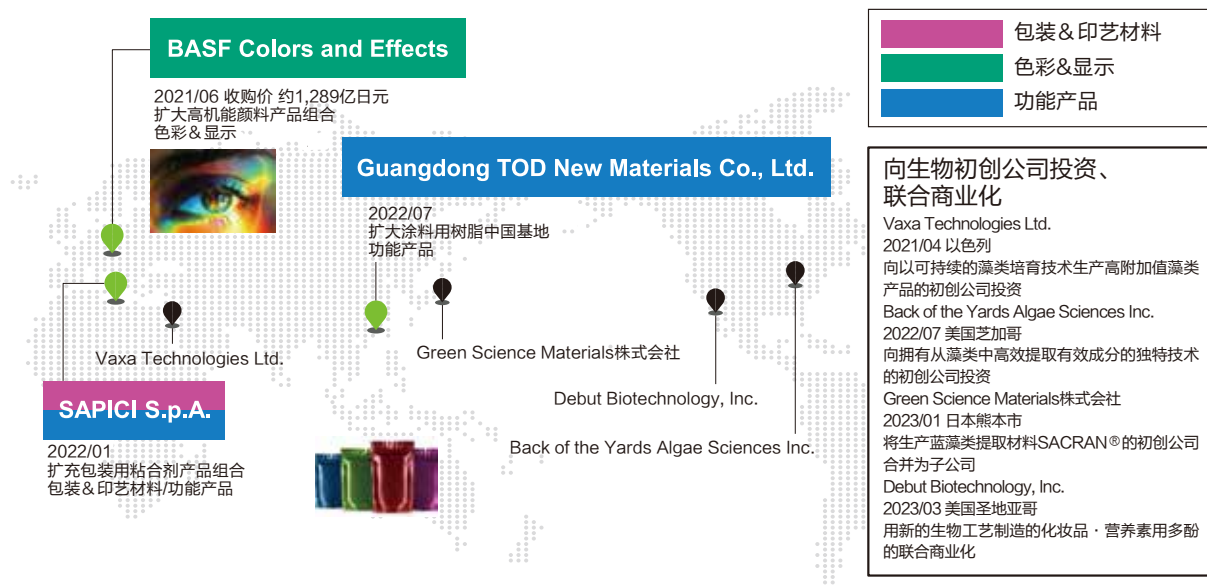 BASF Colors and Effects
2021/06 收购价 约1,289亿日元
扩大高机能颜料产品组合
色彩＆显示
Guangdong TOD New Materials Co., Ltd.
2022/07
扩大涂料用树脂中国基地
功能产品
Vaxa Technologies Ltd.
Green Science Materials株式会社
Debut Biotechnology, Inc.
Back of the Yards Algae Sciences Inc.
SAPICI S.p.A.
2022/01
扩充包装用粘合剂产品组合
包装＆印艺材料/功能产品
包装＆印艺材料
色彩&显示
功能产品
向生物初创公司投资、
联合商业化
Vaxa Technologies Ltd.
2021/04 以色列
向以可持续的藻类培育技术生产高附加值藻类
产品的初创公司投资
Back of the Yards Algae Sciences Inc.
2022/07 美国芝加哥
向拥有从藻类中高效提取有效成分的独特技术
的初创公司投资
Green Science Materials株式会社
2023/01 日本熊本市
将生产蓝藻类提取材料SACRAN®的初创公司
合并为子公司
Debut Biotechnology, Inc.
2023/03 美国圣地亚哥
用新的生物工艺制造的化妆品・营养素用多酚
的联合商业化